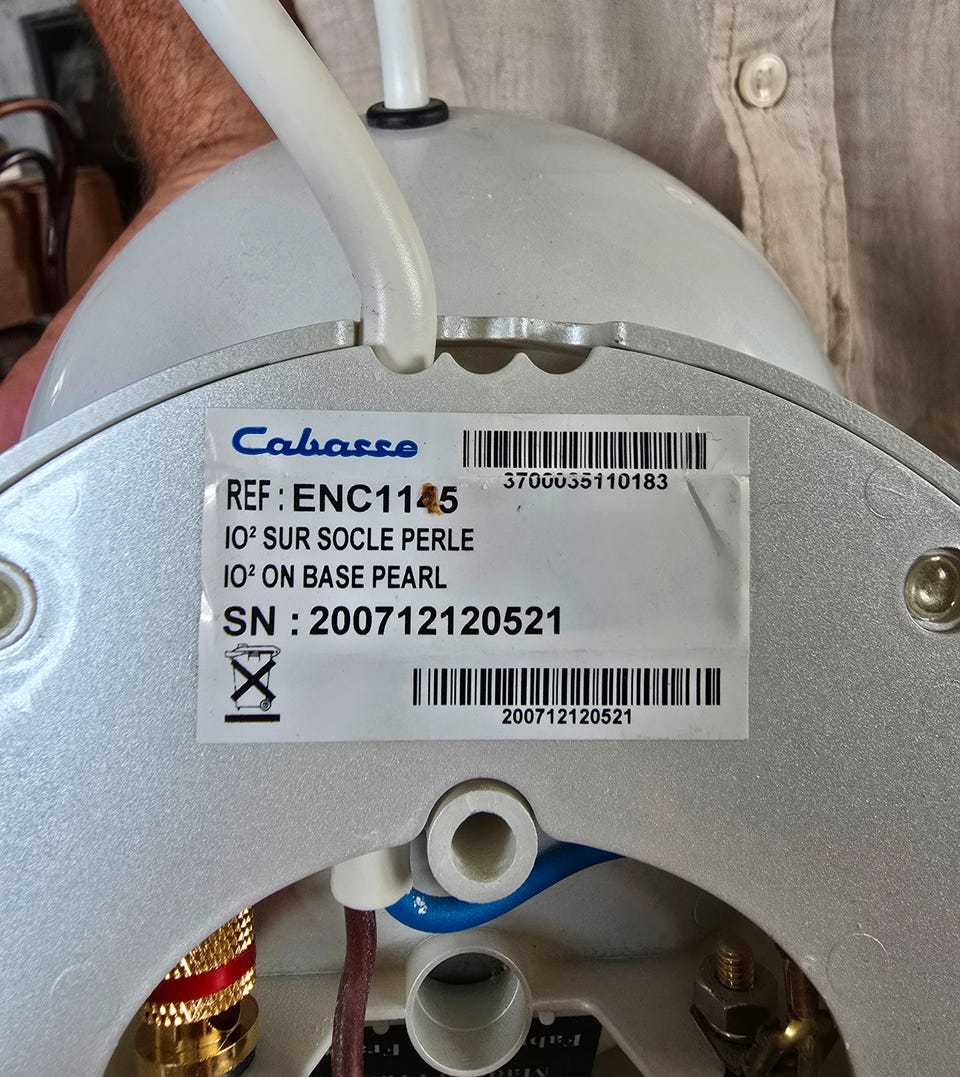 Cabasse
3700035110183
REF : ENC1145
IO² SUR SOCLE PERLE
IO² ON BASE PEARL
SN : 200712120521
200712120521